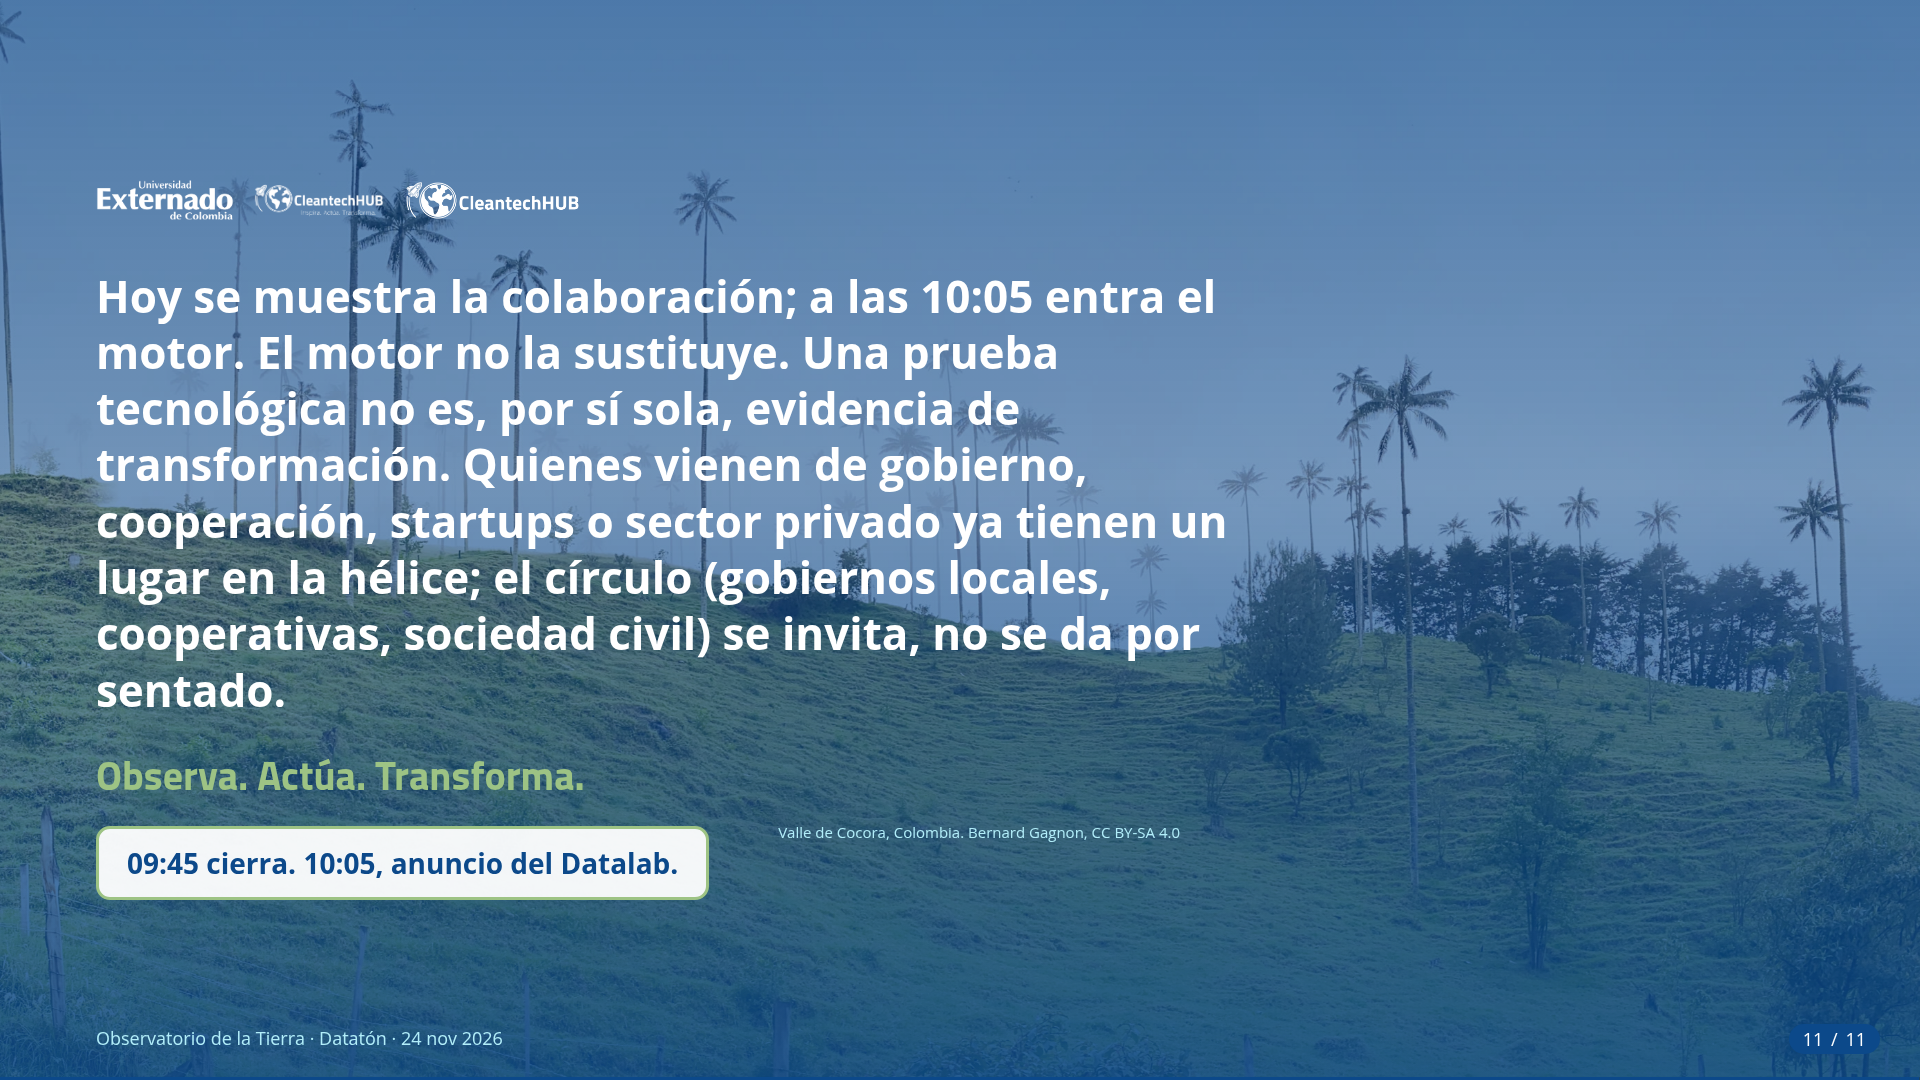 Universidad
Externado
de Colombia
CleantechHUB
Inspira. Actúa. Transforma.
CleantechHUB
Hoy se muestra la colaboración; a las 10:05 entra el
motor. El motor no la sustituye. Una prueba
tecnológica no es, por sí sola, evidencia de
transformación. Quienes vienen de gobierno,
cooperación, startups o sector privado ya tienen un
lugar en la hélice; el círculo (gobiernos locales,
cooperativas, sociedad civil) se invita, no se da por
sentado.
Observa. Actúa. Transforma.
Valle de Cocora, Colombia. Bernard Gagnon, CC BY-SA 4.0
09:45 cierra. 10:05, anuncio del Datalab.
Observatorio de la Tierra · Datatón · 24 nov 2026
11 / 11